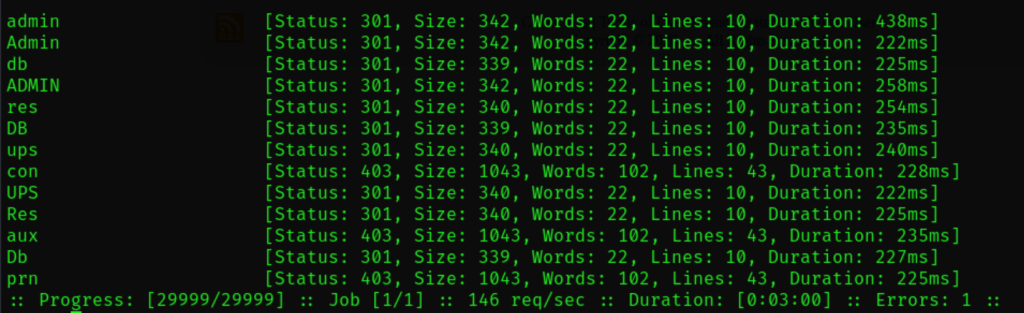 admin [Status: 301, Size: 342, Words: 22, Lines: 10, Duration: 438ms]
Admin [Status: 301, Size: 342, Words: 22, Lines: 10, Duration: 222ms]
db [Status: 301, Size: 339, Words: 22, Lines: 10, Duration: 225ms]
ADMIN [Status: 301, Size: 342, Words: 22, Lines: 10, Duration: 258ms]
res [Status: 301, Size: 340, Words: 22, Lines: 10, Duration: 254ms]
DB [Status: 301, Size: 339, Words: 22, Lines: 10, Duration: 235ms]
ups [Status: 301, Size: 340, Words: 22, Lines: 10, Duration: 240ms]
con [Status: 403, Size: 1043, Words: 102, Lines: 43, Duration: 228ms]
UPS [Status: 301, Size: 340, Words: 22, Lines: 10, Duration: 222ms]
Res [Status: 301, Size: 340, Words: 22, Lines: 10, Duration: 225ms]
aux [Status: 403, Size: 1043, Words: 102, Lines: 43, Duration: 235ms]
Db [Status: 301, Size: 339, Words: 22, Lines: 10, Duration: 227ms]
prn [Status: 403, Size: 1043, Words: 102, Lines: 43, Duration: 225ms]
:: Progress: [29999/29999] :: Job [1/1] :: 146 req/sec :: Duration: [0:03:00] :: Errors: 1 ::